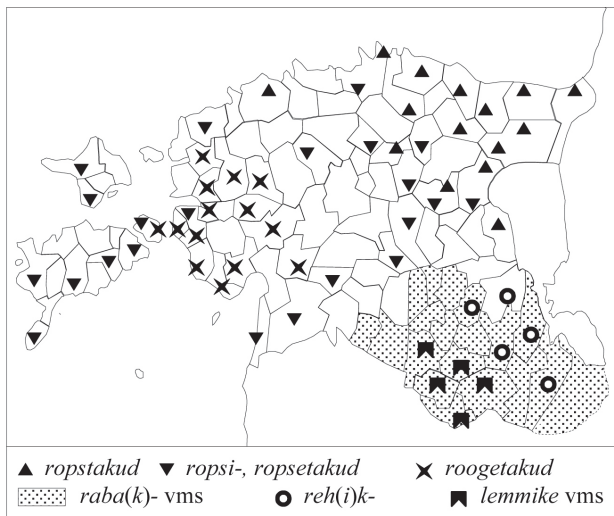 ropstakud ropsi-, ropsetakud roogetakud
raba(k)- vms reh(i)k- lemmike vms